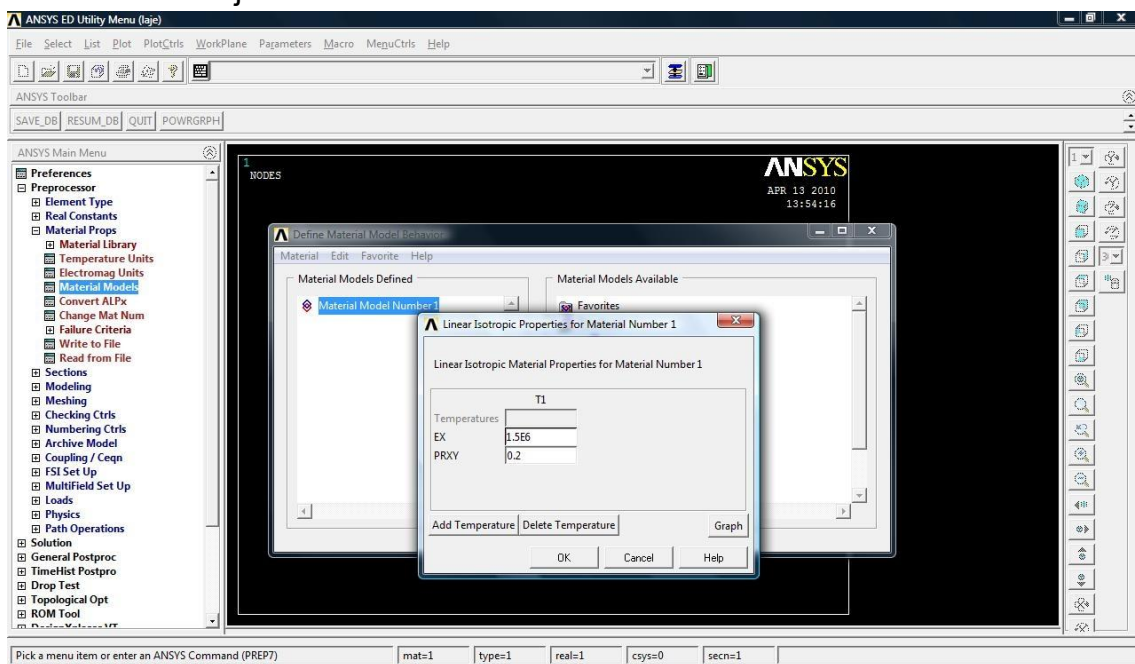 ANSYS ED Utility Menu (laje)
File Select List Plot PlotCtrls WorkPlane Parameters Macro MenuCtrls Help
ANSYS Toolbar
SAVE_DB RESUM_DB QUIT POWRGRPH
ANSYS Main Menu
Preferences
Preprocessor
Element Type
Real Constants
Material Props
Material Library
Temperature Units
Electromag Units
Material Models
Convert ALPx
Change Mat Num
Failure Criteria
Write to File
Read from File
Sections
Modeling
Meshing
Checking Ctrls
Numbering Ctrls
Archive Model
Coupling / Ceqn
FSI Set Up
MultiField Set Up
Loads
Physics
Path Operations
Solution
General Postproc
TimeHist Postpro
Drop Test
Topological Opt
ROM Tool
1
NODES
ANSYS
APR 13 2010
13:54:16
Define Material Model Behavior
Material Edit Favorite Help
Material Models Defined
Material Models Available
Material Model Number 1
Favorites
Linear Isotropic Properties for Material Number 1
Linear Isotropic Material Properties for Material Number 1
T1
Temperatures
EX 1.5E6
PRXY 0.2
Add Temperature Delete Temperature Graph
OK Cancel Help
1
3
Pick a menu item or enter an ANSYS Command (PREP7) mat=1 type=1 real=1 csys=0 secn=1